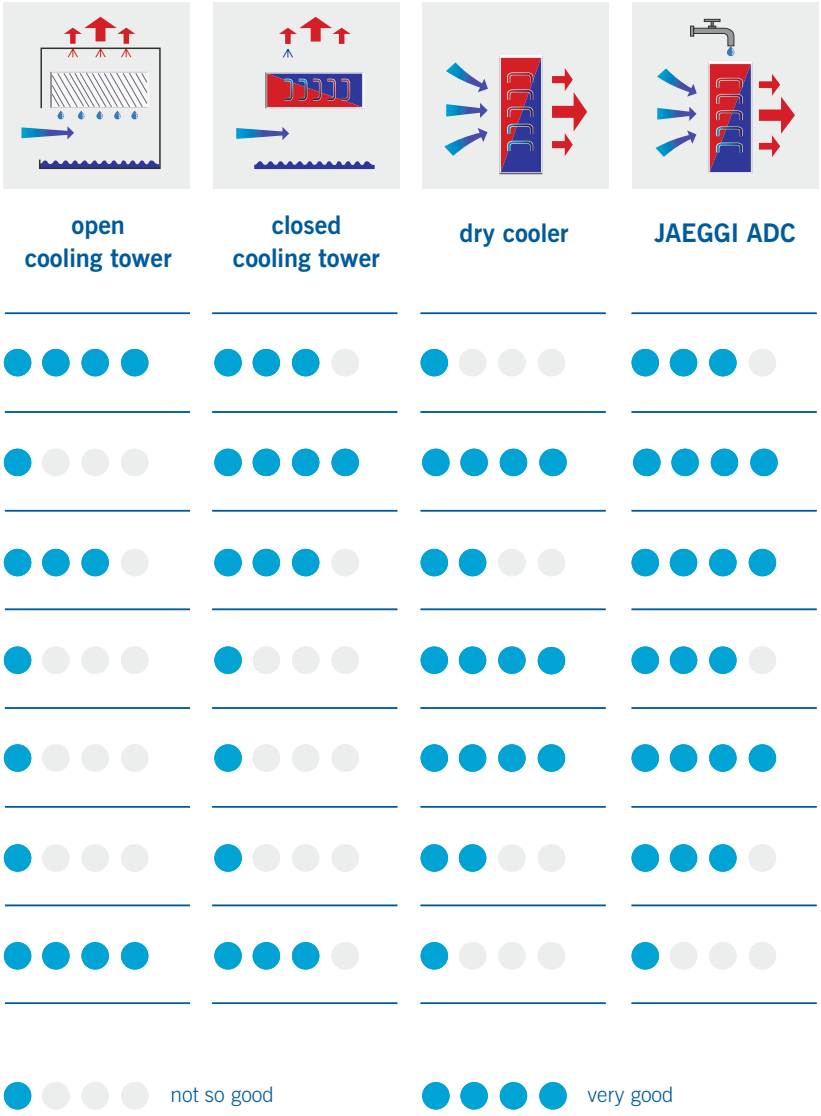 open
cooling tower
closed
cooling tower
dry cooler
JAEGGI ADC
not so good
very good